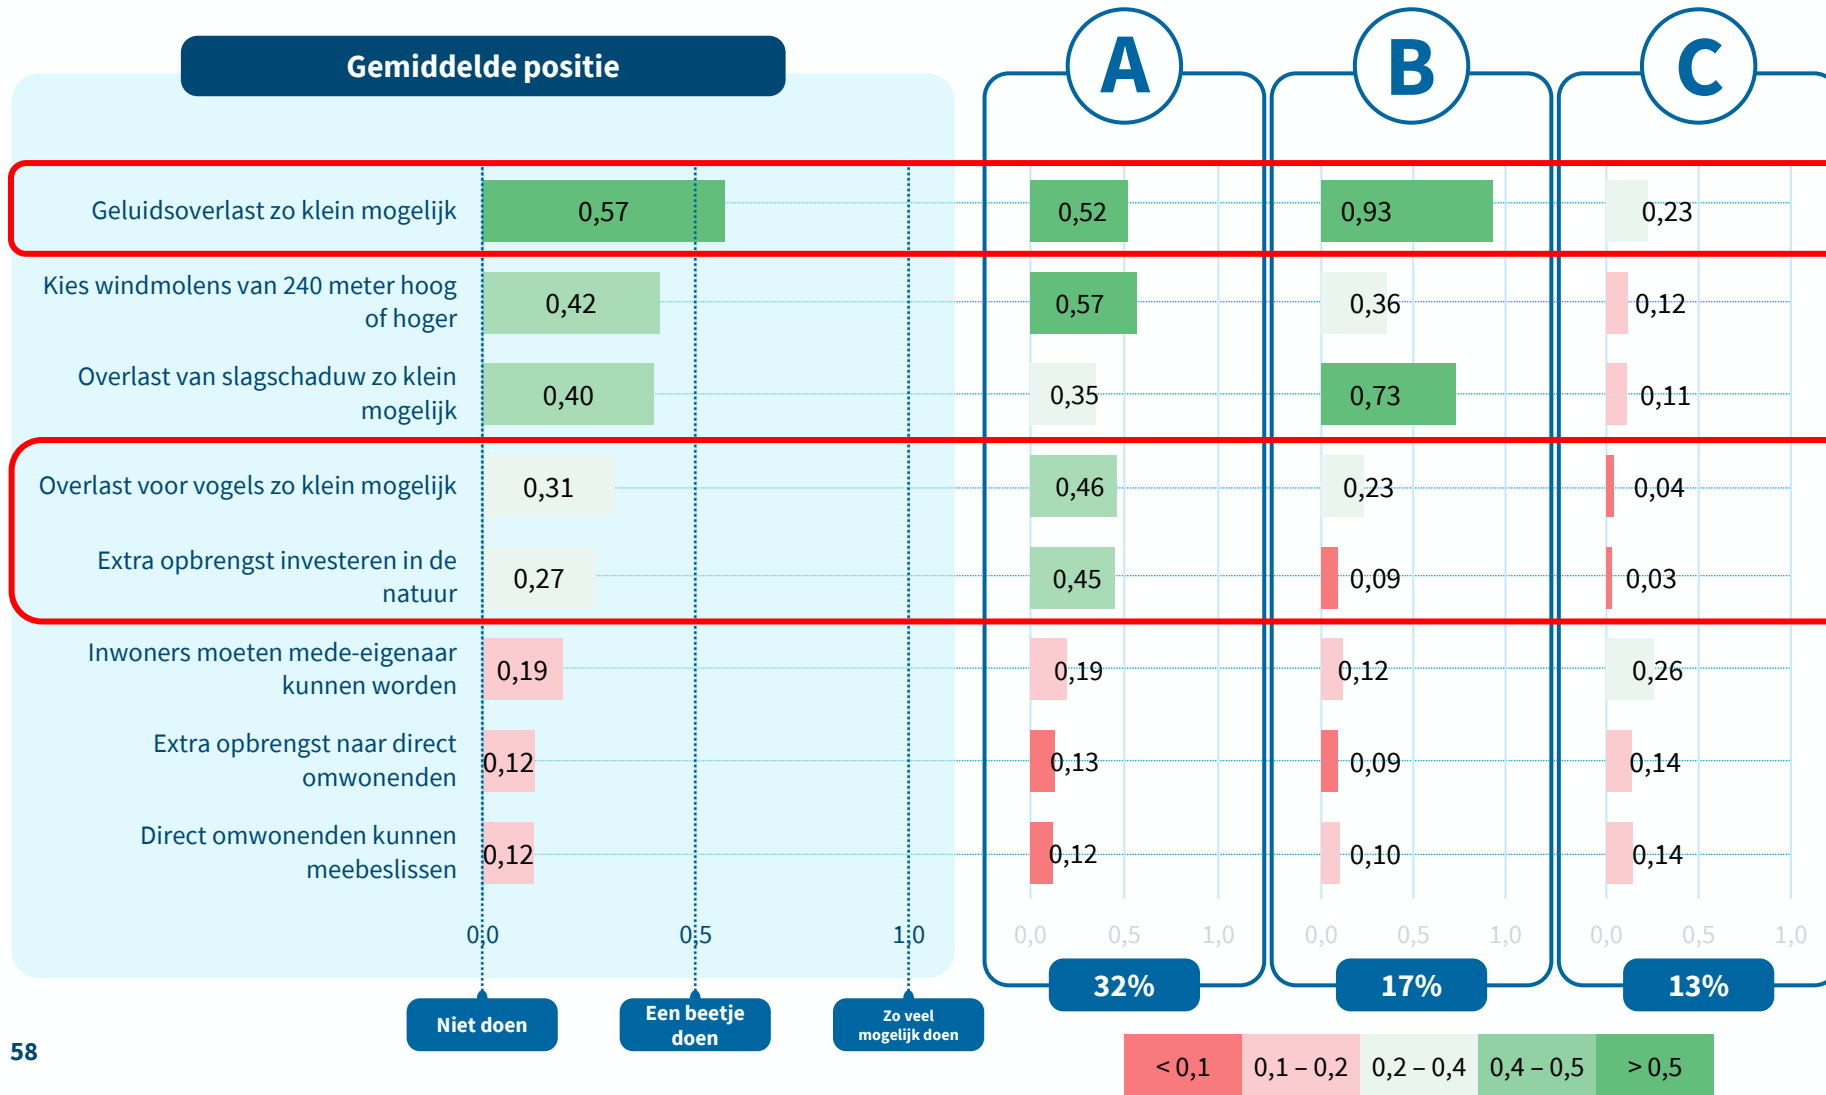 Gemiddelde positie
A
B
C
Geluidsoverlast zo klein mogelijk
0,57
0,52
0,93
0,23
Kies windmolens van 240 meter hoog
of hoger
0,42
0,57
0,36
0,12
Overlast van slagschaduw zo klein
mogelijk
0,40
0,35
0,73
0,11
Overlast voor vogels zo klein mogelijk
0,31
0,46
0,23
0,04
Extra opbrengst investeren in de
natuur
0,27
0,45
0,09
0,03
Inwoners moeten mede-eigenaar
kunnen worden
0,19
0,19
0,12
0,26
Extra opbrengst naar direct
omwonenden
0,12
0,13
0,09
0,14
Direct omwonenden kunnen
meebeslissen
0,12
0,12
0,10
0,14
0,0 0,5 1,0
0,0 0,5 1,0
0,0 0,5 1,0
0,0 0,5 1,0
32%
17%
13%
Niet doen
Een beetje
doen
Zo veel
mogelijk doen
58
< 0,1
0,1 – 0,2
0,2 – 0,4
0,4 – 0,5
> 0,5